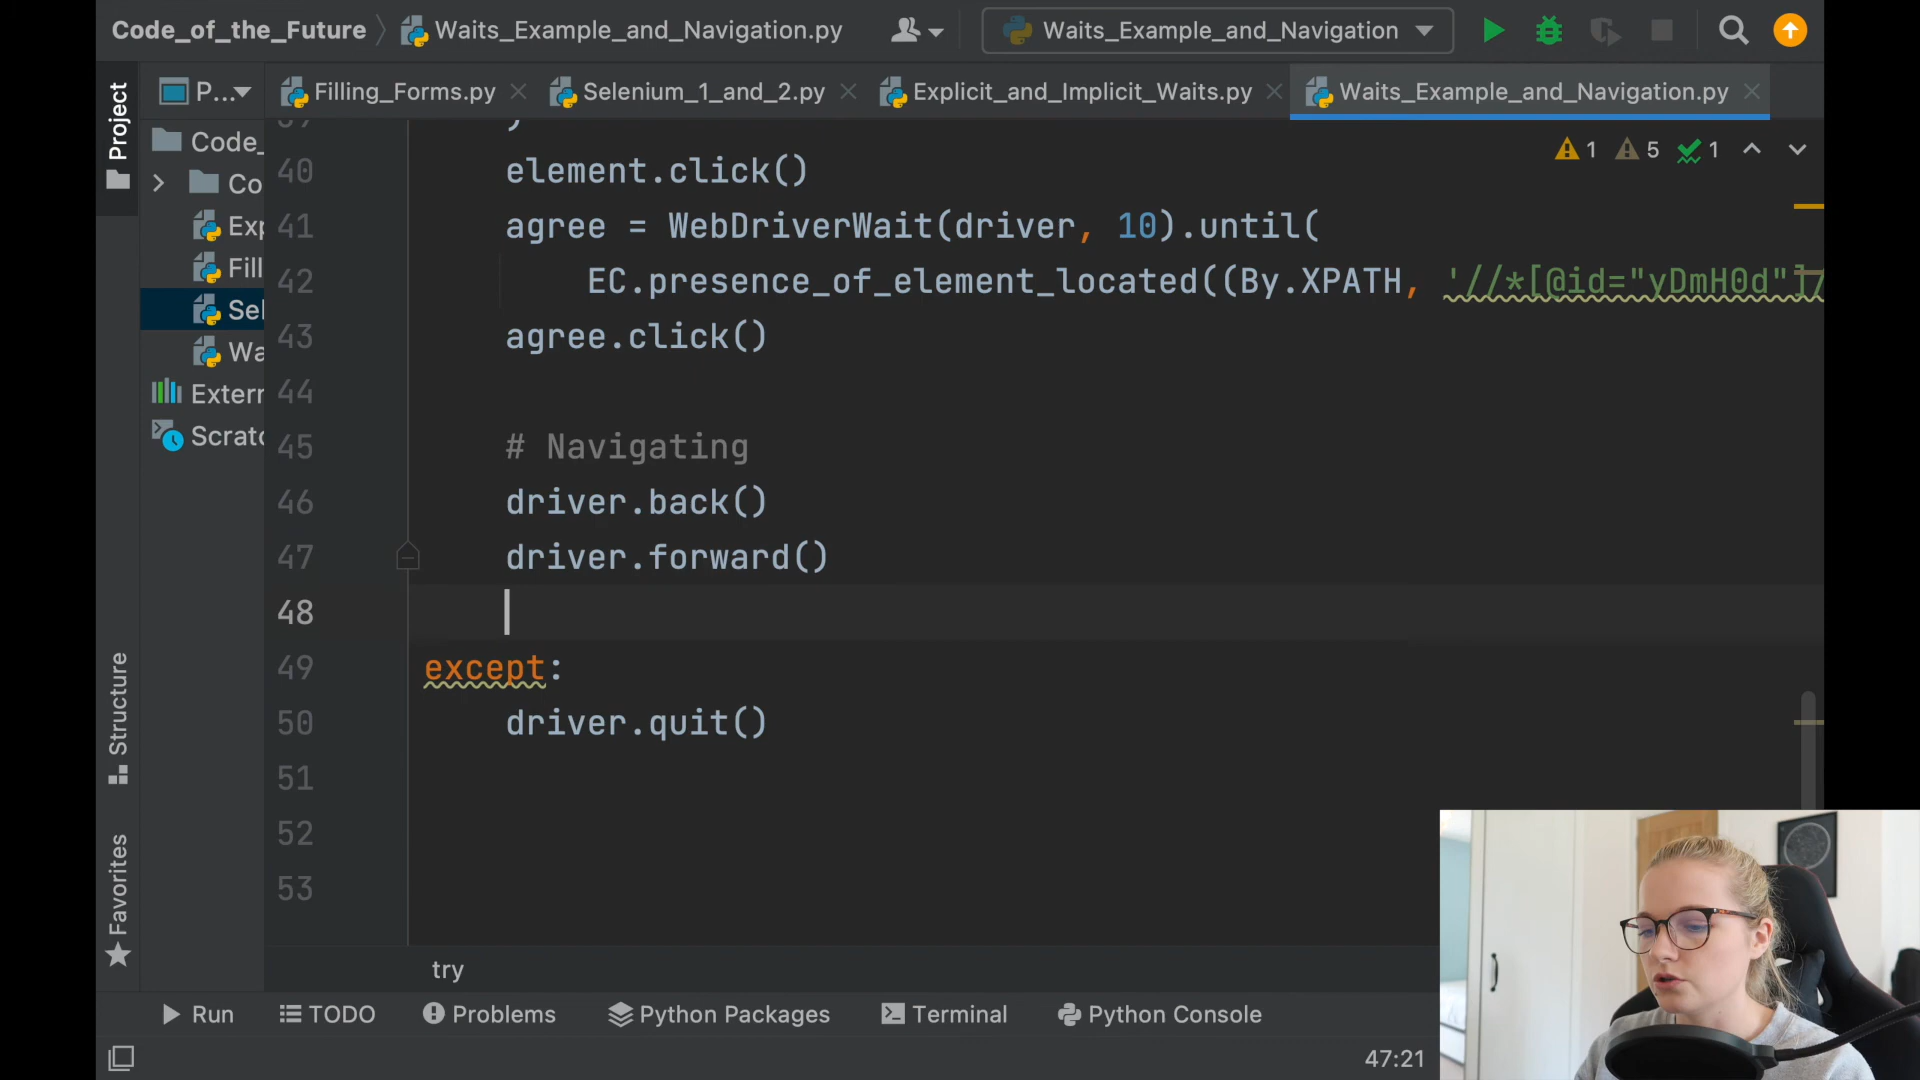 Code_of_the_Future
Waits_Example_and_Navigation.py
Waits_Example_and_Navigation
Project
P...
Filling_Forms.py
Selenium_1_and_2.py
Explicit_and_Implicit_Waits.py
Waits_Example_and_Navigation.py
Code_
Co
Exp
Fill
Sel
Wa
Extern
Scratc
1
5
1
39 )
40 element.click()
41 agree = WebDriverWait(driver, 10).until(
42 EC.presence_of_element_located((By.XPATH, '//*[@id="yDmH0d"]/
43 agree.click()
44
45 # Navigating
46 driver.back()
47 driver.forward()
48
49 except:
50 driver.quit()
51
52
53
Structure
Favorites
try
Run
TODO
Problems
Python Packages
Terminal
Python Console
47:21